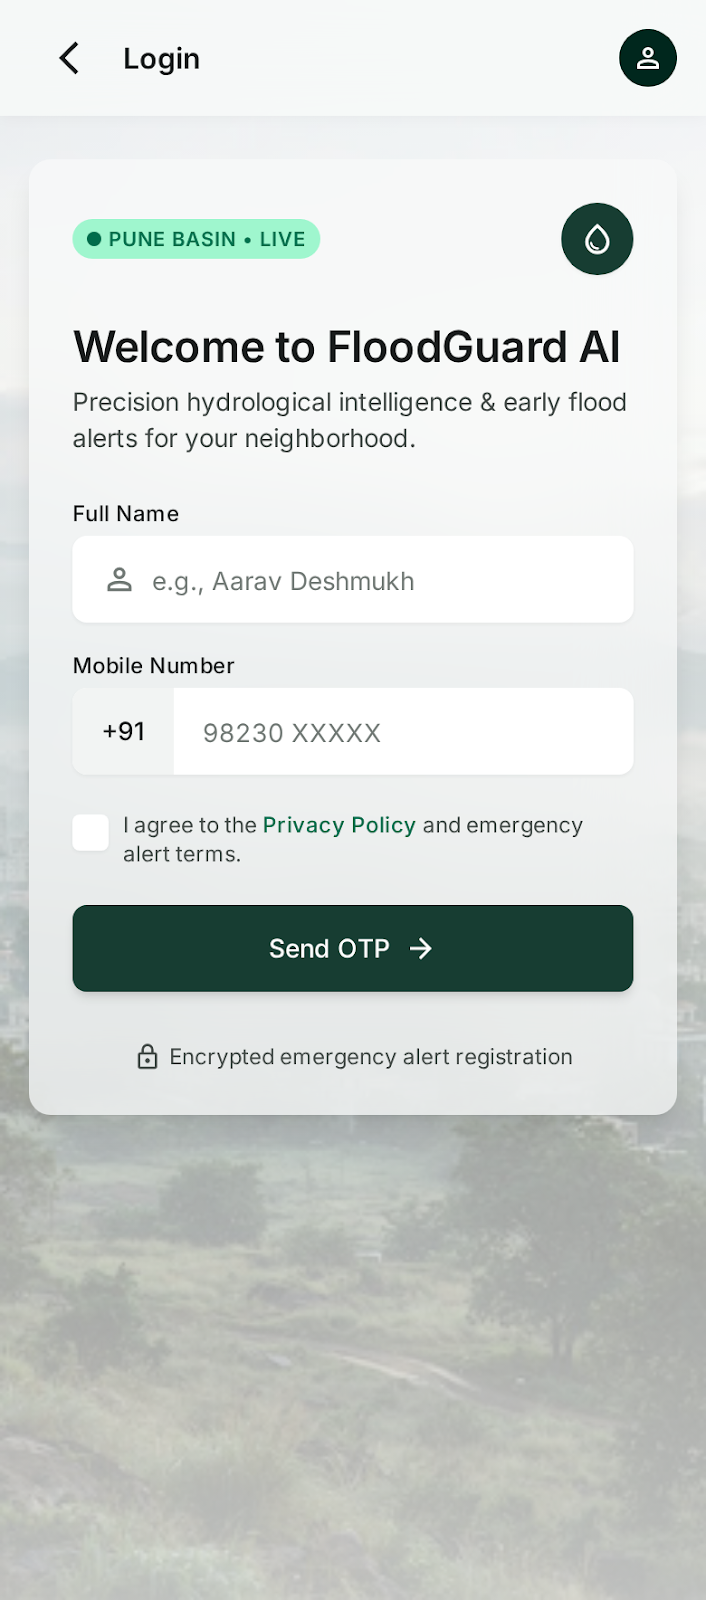 Login
PUNE BASIN • LIVE
Welcome to FloodGuard AI
Precision hydrological intelligence & early flood
alerts for your neighborhood.
Full Name
e.g., Aarav Deshmukh
Mobile Number
+91 98230 XXXXX
I agree to the Privacy Policy and emergency
alert terms.
Send OTP →
Encrypted emergency alert registration